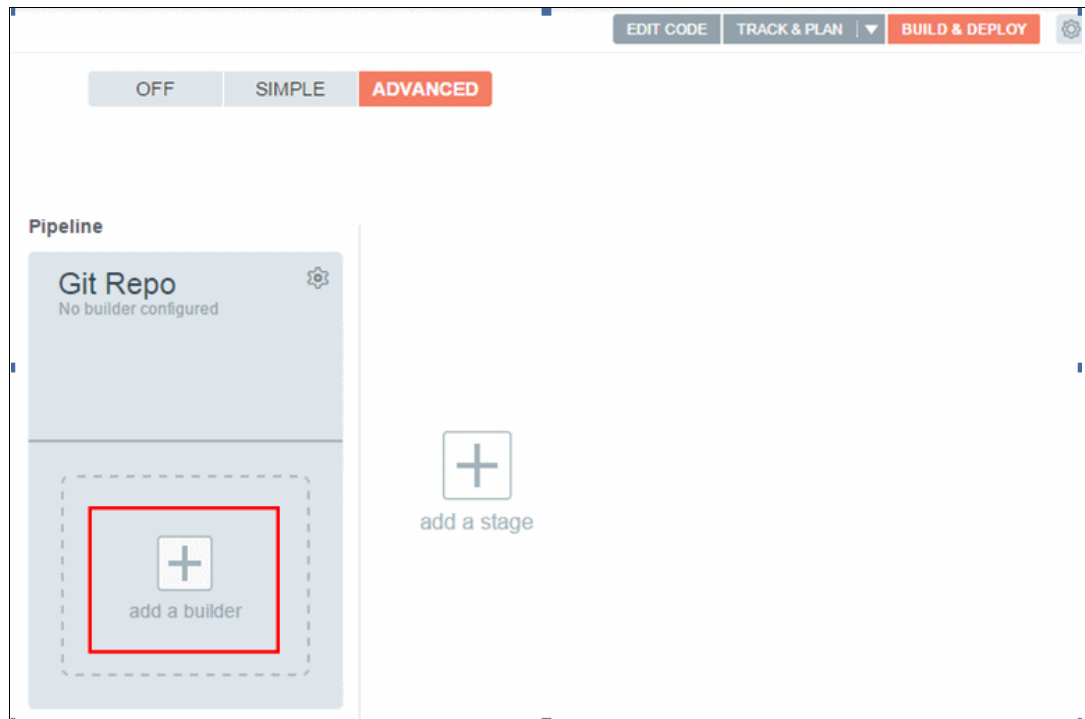 EDIT CODE TRACK & PLAN BUILD & DEPLOY
OFF SIMPLE ADVANCED
Pipeline
Git Repo
No builder configured
add a stage
add a builder